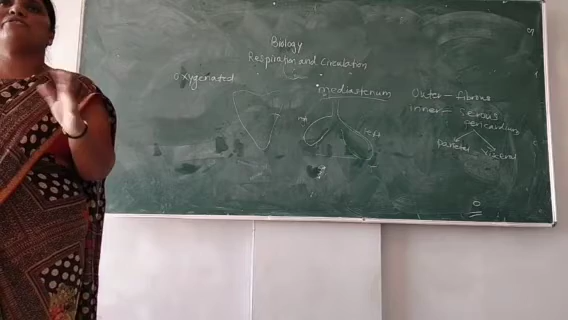 Biology
Respiration and Circulation
oxygenated
mediastenum
Outer - fibrous
inner - serous
pericardium
parietal visceral
left